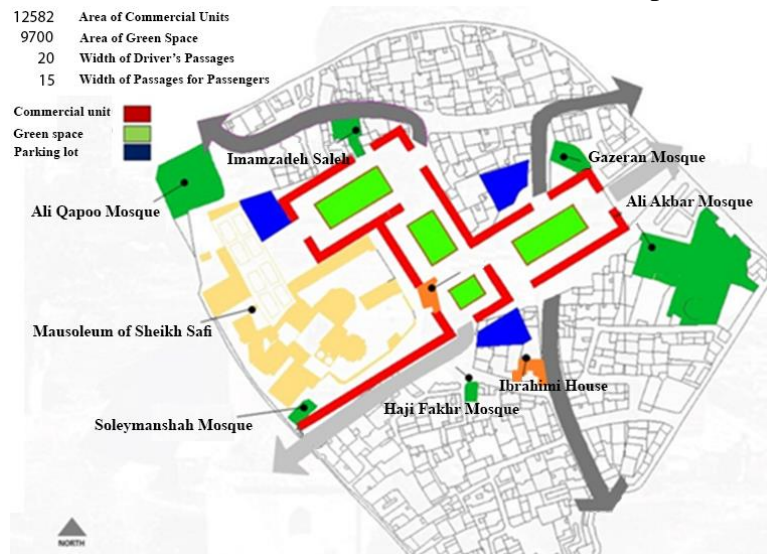 12582 Area of Commercial Units
9700 Area of Green Space
20 Width of Driver's Passages
15 Width of Passages for Passengers
Commercial unit
Green space
Parking lot
Imamzadeh Saleh
Gazeran Mosque
Ali Qapoo Mosque
Ali Akbar Mosque
Mausoleum of Sheikh Safi
Ibrahimi House
Haji Fakhr Mosque
Soleymanshah Mosque
NORTH